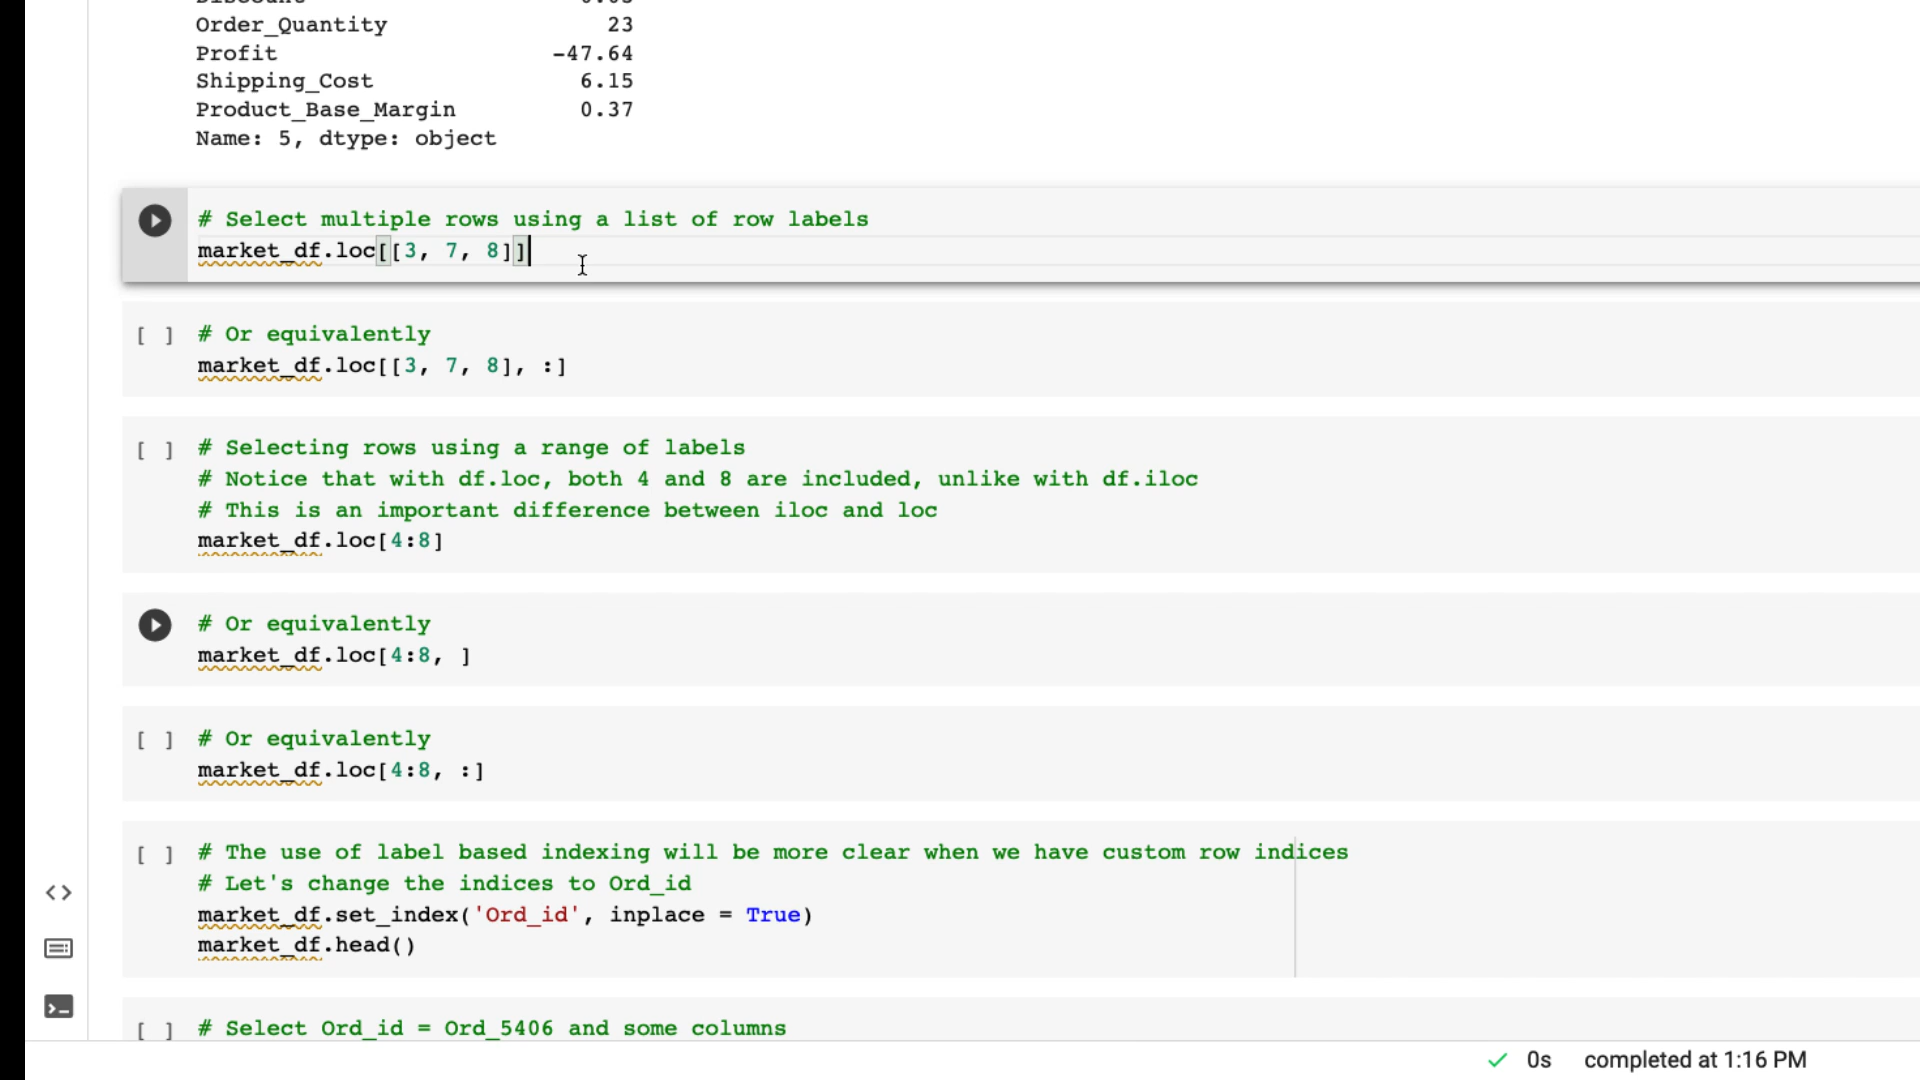 Order_Quantity 23
Profit -47.64
Shipping_Cost 6.15
Product_Base_Margin 0.37
Name: 5, dtype: object
# Select multiple rows using a list of row labels
market_df.loc[[3, 7, 8]]
[ ] # Or equivalently
market_df.loc[[3, 7, 8], :]
[ ] # Selecting rows using a range of labels
# Notice that with df.loc, both 4 and 8 are included, unlike with df.iloc
# This is an important difference between iloc and loc
market_df.loc[4:8]
# Or equivalently
market_df.loc[4:8, ]
[ ] # Or equivalently
market_df.loc[4:8, :]
[ ] # The use of label based indexing will be more clear when we have custom row indices
# Let's change the indices to Ord_id
market_df.set_index('Ord_id', inplace = True)
market_df.head()
[ ] # Select Ord_id = Ord_5406 and some columns
0s completed at 1:16 PM